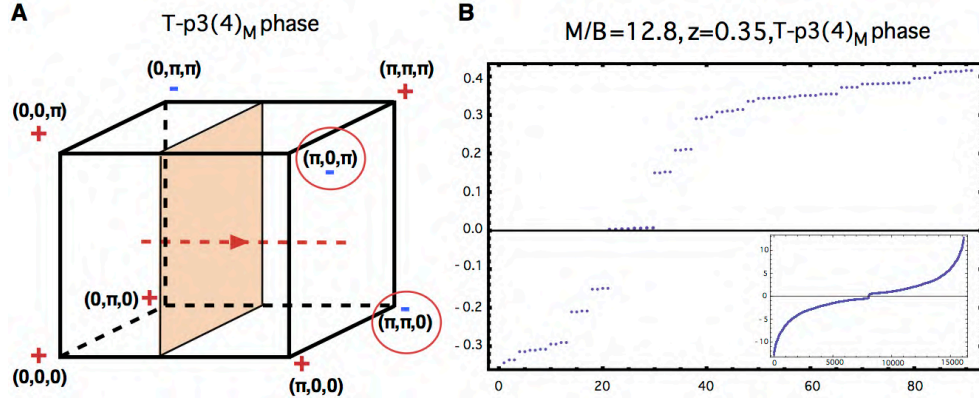 A
T-p3(4)M phase
(0,π,π)
(π,π,π)
(0,0,π)
+
-
+
(π,0,π)
-
(0,π,0)
+
-
(π,π,0)
+
(0,0,0)
+
(π,0,0)
B
M/B=12.8, z=0.35,T-p3(4)M phase
0.4
0.3
0.2
0.1
0.0
- 0.1
- 0.2
- 0.3
0 20 40 60 80
10
5
0
-5
-10
0 5000 10000 15000